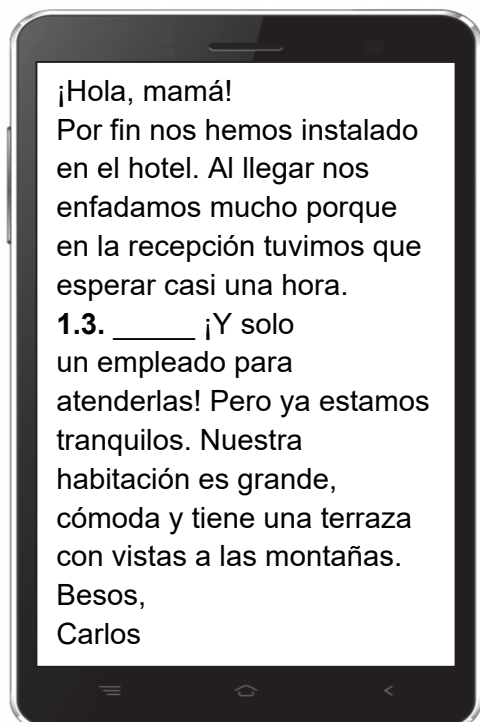 ¡Hola, mamá!
Por fin nos hemos instalado
en el hotel. Al llegar nos
enfadamos mucho porque
en la recepción tuvimos que
esperar casi una hora.
1.3. _____ ¡Y solo
un empleado para
atenderlas! Pero ya estamos
tranquilos. Nuestra
habitación es grande,
cómoda y tiene una terraza
con vistas a las montañas.
Besos,
Carlos